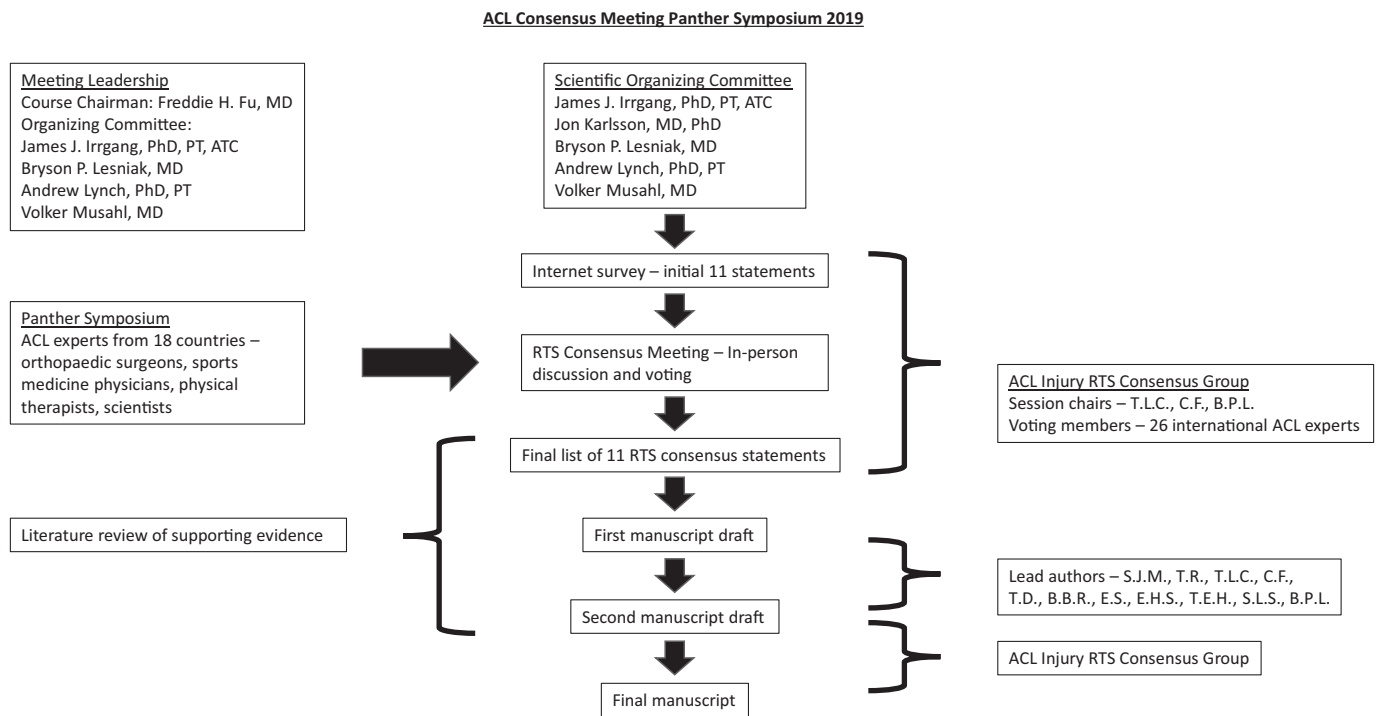 ACL Consensus Meeting Panther Symposium 2019
Meeting Leadership
Course Chairman: Freddie H. Fu, MD
Organizing Committee:
James J. Irrgang, PhD, PT, ATC
Bryson P. Lesniak, MD
Andrew Lynch, PhD, PT
Volker Musahl, MD
Scientific Organizing Committee
James J. Irrgang, PhD, PT, ATC
Jon Karlsson, MD, PhD
Bryson P. Lesniak, MD
Andrew Lynch, PhD, PT
Volker Musahl, MD
Internet survey – initial 11 statements
Panther Symposium
ACL experts from 18 countries –
orthopaedic surgeons, sports
medicine physicians, physical
therapists, scientists
RTS Consensus Meeting – In-person
discussion and voting
ACL Injury RTS Consensus Group
Session chairs – T.L.C., C.F., B.P.L.
Voting members – 26 international ACL experts
Final list of 11 RTS consensus statements
Literature review of supporting evidence
First manuscript draft
Lead authors – S.J.M., T.R., T.L.C., C.F.,
T.D., B.B.R., E.S., E.H.S., T.E.H., S.L.S., B.P.L.
Second manuscript draft
ACL Injury RTS Consensus Group
Final manuscript